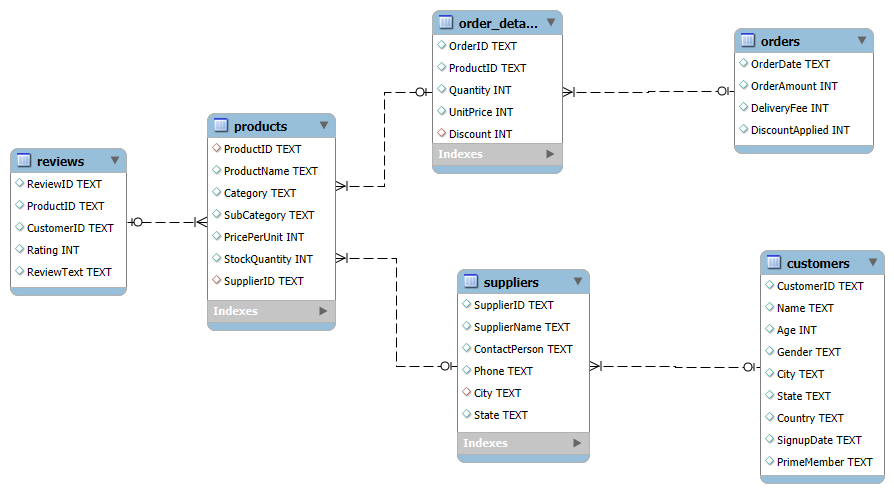 order_deta...
OrderID TEXT
ProductID TEXT
Quantity INT
UnitPrice INT
Discount INT
Indexes
orders
OrderDate TEXT
OrderAmount INT
DeliveryFee INT
DiscountApplied INT
products
ProductID TEXT
ProductName TEXT
Category TEXT
SubCategory TEXT
PricePerUnit INT
StockQuantity INT
SupplierID TEXT
Indexes
reviews
ReviewID TEXT
ProductID TEXT
CustomerID TEXT
Rating INT
ReviewText TEXT
suppliers
SupplierID TEXT
SupplierName TEXT
ContactPerson TEXT
Phone TEXT
City TEXT
State TEXT
Indexes
customers
CustomerID TEXT
Name TEXT
Age INT
Gender TEXT
City TEXT
State TEXT
Country TEXT
SignupDate TEXT
PrimeMember TEXT